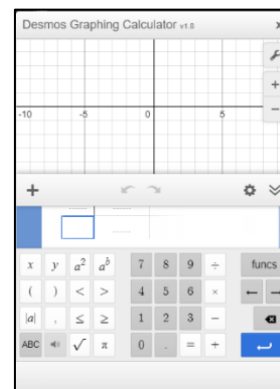 Desmos Graphing Calculator v1.8 x
+
-10 -5 0 5 −
+
x y a² aᵇ 7 8 9 ÷ funcs
( ) < > 4 5 6 × ← →
|a| , ≤ ≥ 1 2 3 −
ABC √ π 0 . = +